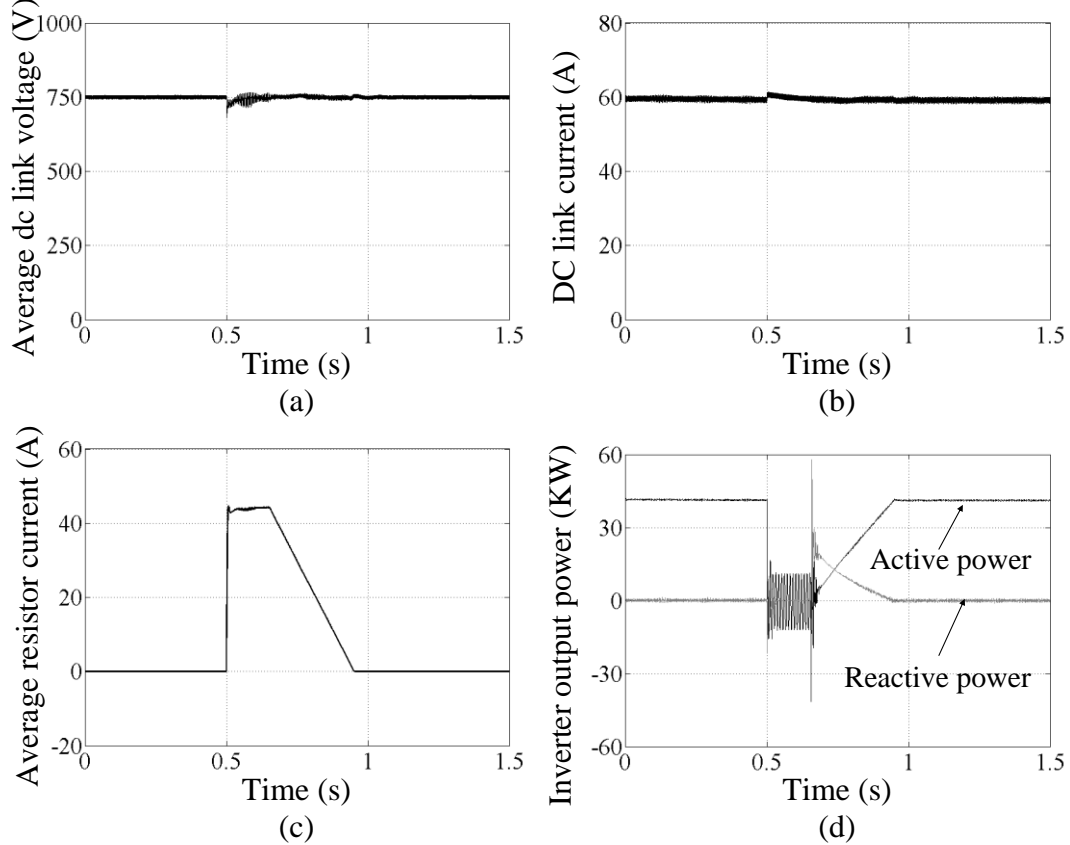 Average dc link voltage (V)
1000
750
500
250
0
0 0.5 1 1.5
Time (s)
(a)
DC link current (A)
80
60
40
20
0
0 0.5 1 1.5
Time (s)
(b)
Average resistor current (A)
60
40
20
0
-20
0 0.5 1 1.5
Time (s)
(c)
Inverter output power (KW)
60
30
0
-30
-60
Active power
Reactive power
0 0.5 1 1.5
Time (s)
(d)